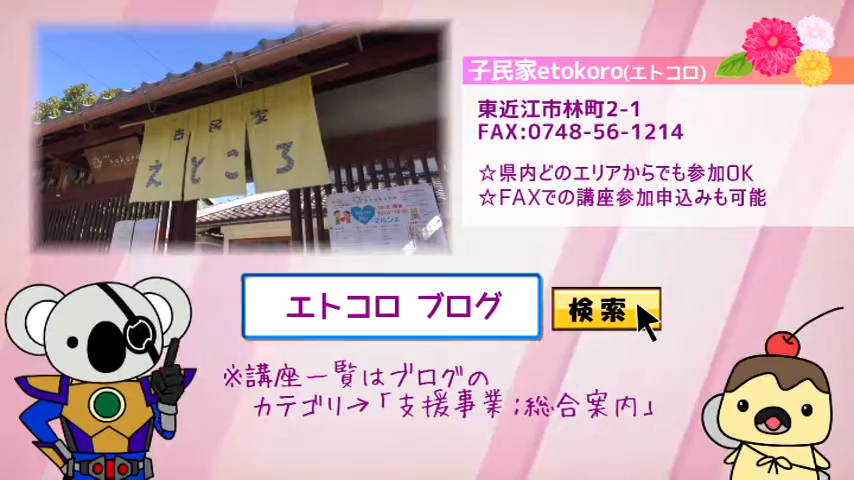 古民家
えところ
マルシェ
子民家etokoro(エトコロ)
東近江市林町2-1
FAX:0748-56-1214
☆県内どのエリアからでも参加OK
☆FAXでの講座参加申込みも可能
エトコロ ブログ
検索
※講座一覧はブログの
カテゴリ→「支援事業;総合案内」